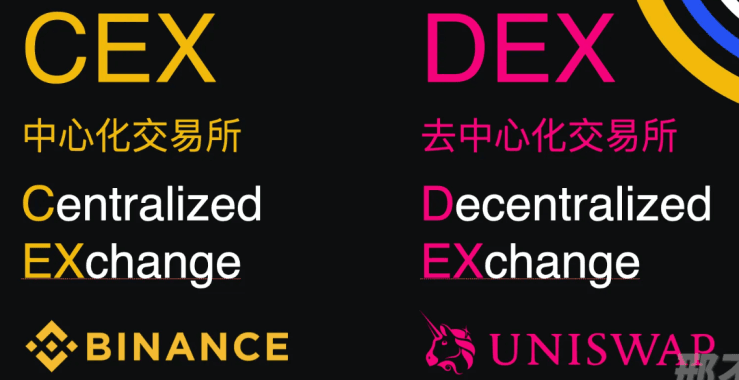 CEX
中心化交易所
Centralized
EXchange
BINANCE
DEX
去中心化交易所
Decentralized
EXchange
UNISWAP